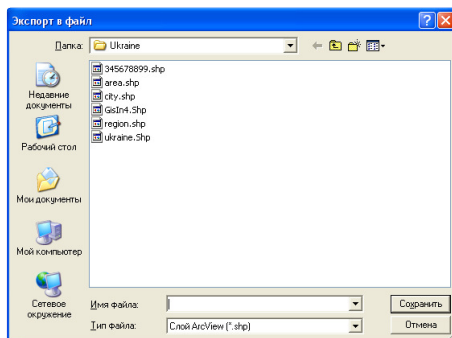 Экспорт в файл
Папка: Ukraine
345678899.shp
area.shp
city.shp
GisIn4.Shp
region.shp
ukraine.Shp
Недавние
документы
Рабочий стол
Мои документы
Мой компьютер
Сетевое
окружение
Имя файла:
Сохранить
Тип файла: Слой ArcView (*.shp)
Отмена